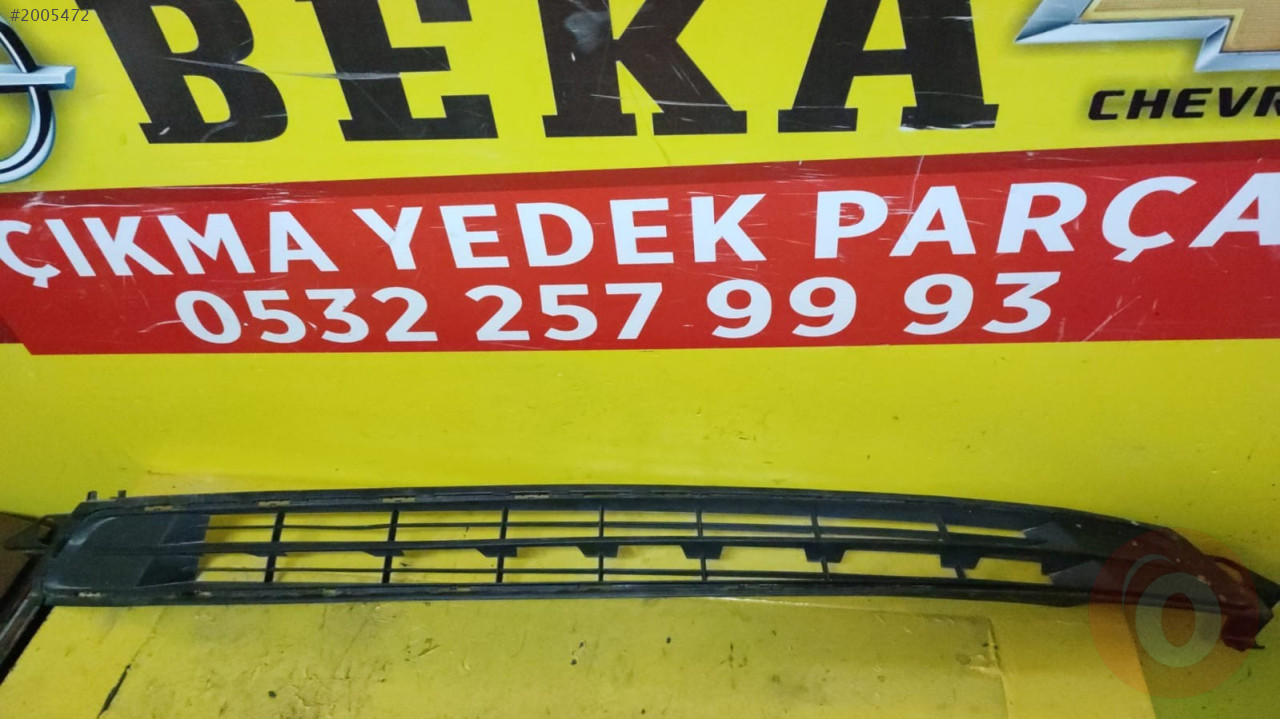 #2005472
BEKA
CHEVR
ÇIKMA YEDEK PARÇA
0532 257 99 93